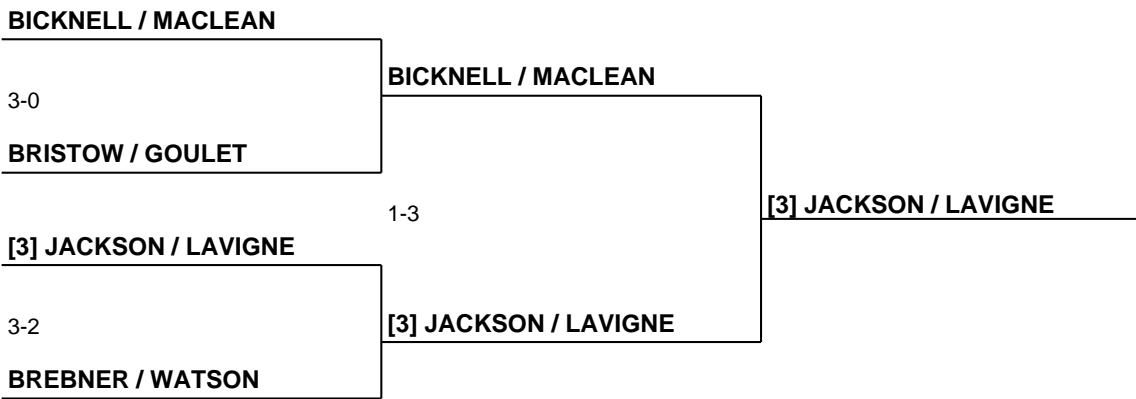 BICKNELL / MACLEAN
BICKNELL / MACLEAN
3-0
BRISTOW / GOULET
[3] JACKSON / LAVIGNE
1-3
[3] JACKSON / LAVIGNE
[3] JACKSON / LAVIGNE
3-2
BREBNER / WATSON